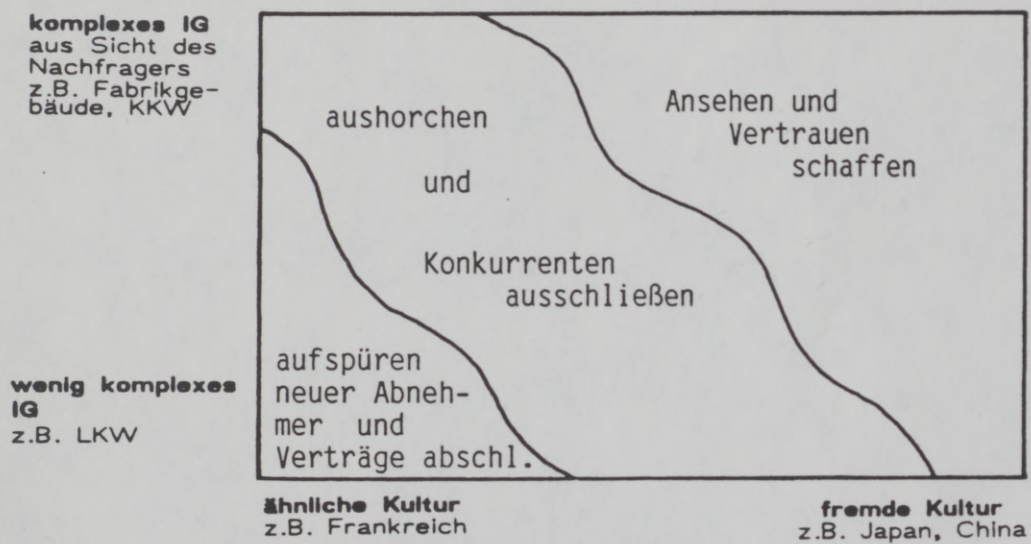 komplexes IG
aus Sicht des
Nachfragers
z.B. Fabrikge-
bäude, KKW
aushorchen
und
Konkurrenten
ausschließen
Ansehen und
Vertrauen
schaffen
aufspüren
neuer Abneh-
mer und
Verträge abschl.
wenig komplexes
IG
z.B. LKW
ähnliche Kultur
z.B. Frankreich
fremde Kultur
z.B. Japan, China